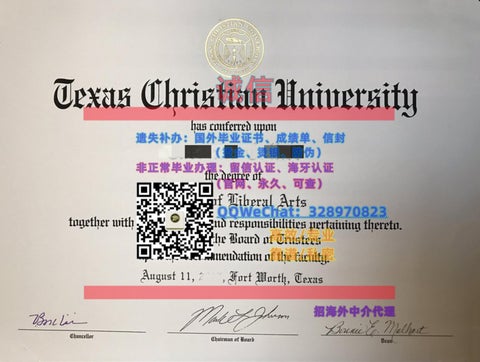 诚信
Texas Christian University
has conferred upon
遗失补办：国外毕业证书、成绩单、信封
非正常毕业办理：留信认证、海牙认证
the degree of
（官网、永久、可查）
of Liberal Arts
QQWeChat：328970823
together with
and responsibilities pertaining thereto.
the Board of Trustees
mendation of the faculty.
August 11, Fort Worth, Texas
招海外中介代理
Chancellor
Chairman of Board
Dean